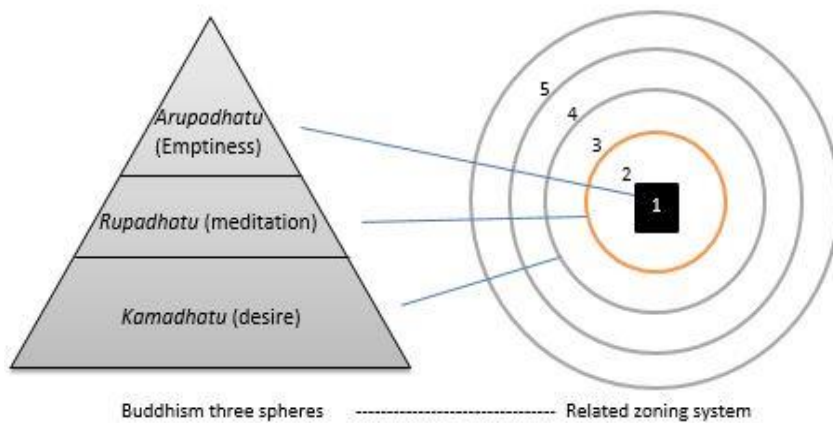 Arupadhatu
(Emptiness)
Rupadhatu (meditation)
Kamadhatu (desire)
5
4
3
2
1
Buddhism three spheres ------------------------------ Related zoning system